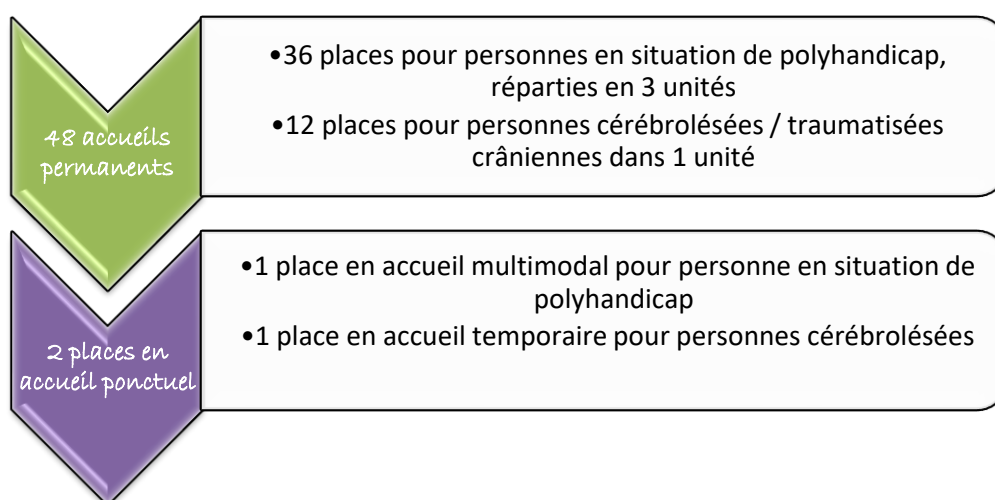 48 accueils
permanents
•36 places pour personnes en situation de polyhandicap,
réparties en 3 unités
•12 places pour personnes cérébrolésées / traumatisées
crâniennes dans 1 unité
2 places en
accueil ponctuel
•1 place en accueil multimodal pour personne en situation de
polyhandicap
•1 place en accueil temporaire pour personnes cérébrolésées